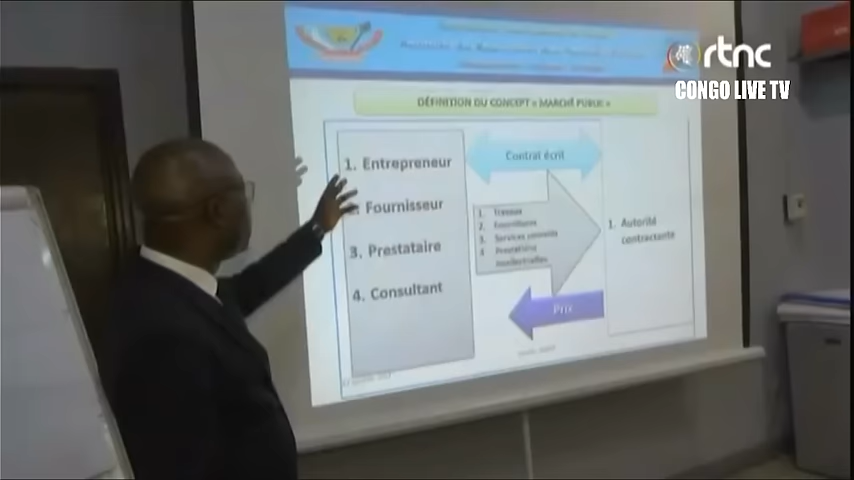 rtnc
CONGO LIVE TV
DÉFINITION DU CONCEPT « MARCHÉ PUBLIC »
1. Entrepreneur
2. Fournisseur
3. Prestataire
4. Consultant
Contrat écrit
1. Travaux
2. Fournitures
3. Services
4. Prestations
intellectuelles
1. Autorité
contractante
Prix